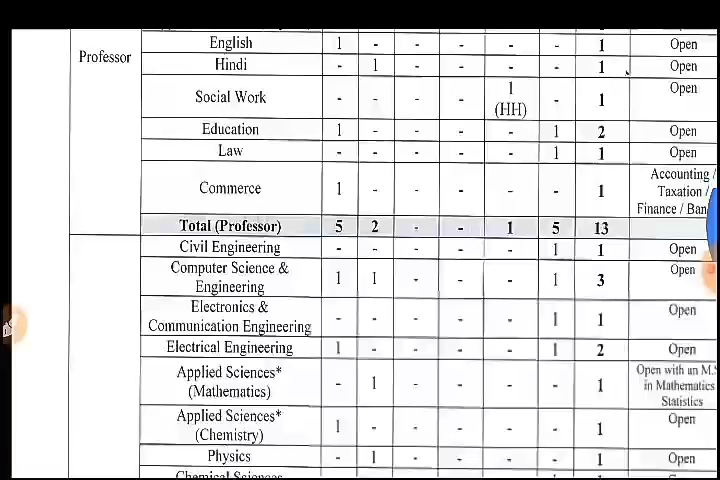 English 1 - - - - - 1 Open
Professor
Hindi - 1 - - - - 1 Open
Social Work - - - - 1 (HH) - 1 Open
Education 1 - - - - 1 2 Open
Law - - - - - 1 1 Open
Commerce 1 - - - - - 1 Accounting /
Taxation /
Finance / Ban
Total (Professor) 5 2 - - 1 5 13
Civil Engineering - - - - - 1 1 Open
Computer Science &
Engineering 1 1 - - - 1 3 Open
Electronics &
Communication Engineering - - - - - 1 1 Open
Electrical Engineering 1 - - - - 1 2 Open
Applied Sciences*
(Mathematics) - 1 - - - - 1 Open with an M.S
in Mathematics
Statistics
Applied Sciences*
(Chemistry) 1 - - - - - 1 Open
Physics - 1 - - - - 1 Open
Chemical Sciences